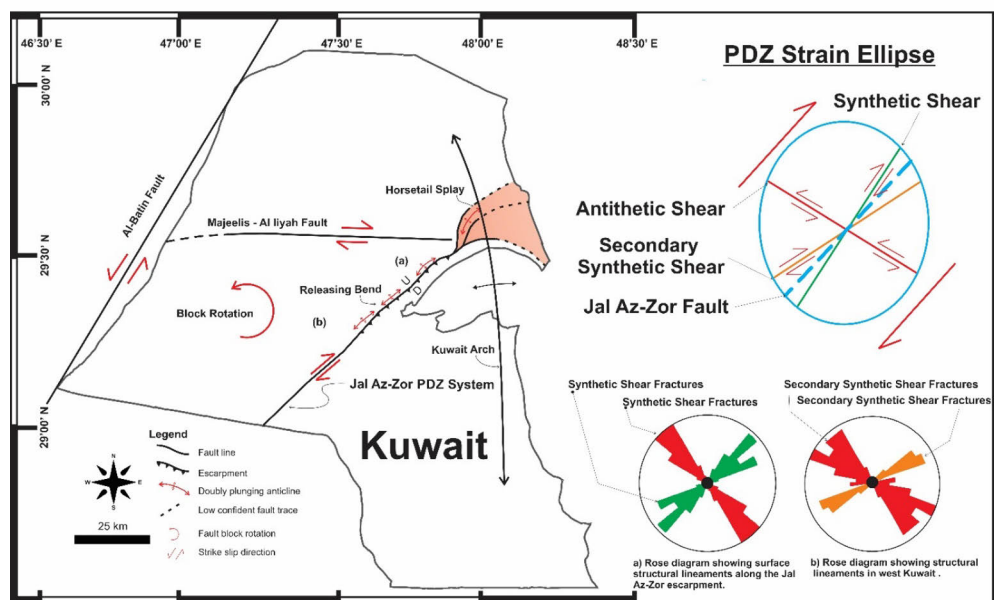 46°30' E
47°00' E
47°30' E
48°00' E
48°30' E
30°00' N
29°30' N
29°00' N
Al-Batin Fault
Majeelis - Al liyah Fault
Horsetail Splay
(a)
U
D
Releasing Bend
Block Rotation
(b)
Kuwait Arch
Jal Az-Zor PDZ System
Kuwait
Legend
Fault line
Escarpment
Doubly plunging anticline
Low confident fault trace
Fault block rotation
Strike slip direction
N
W
E
S
25 km
PDZ Strain Ellipse
Synthetic Shear
Antithetic Shear
Secondary
Synthetic Shear
Jal Az-Zor Fault
Synthetic Shear Fractures
Synthetic Shear Fractures
a) Rose diagram showing surface
structural lineaments along the Jal
Az-Zor escarpment.
Secondary Synthetic Shear Fractures
Secondary Synthetic Shear Fractures
b) Rose diagram showing structural
lineaments in west Kuwait .